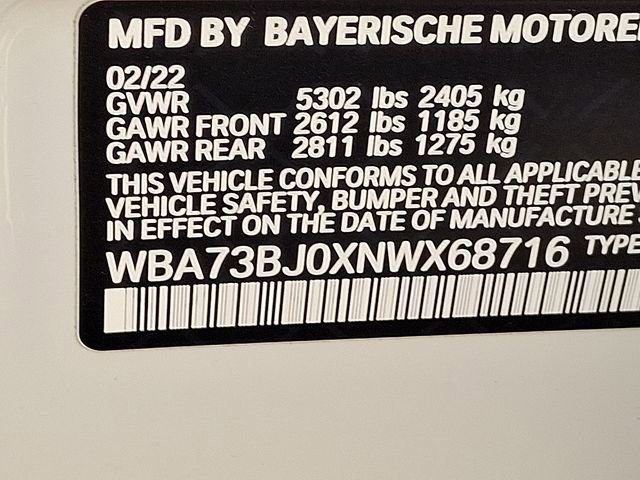 MFD BY BAYERISCHE MOTORE
02/22
GVWR 5302 lbs 2405 kg
GAWR FRONT 2612 lbs 1185 kg
GAWR REAR 2811 lbs 1275 kg
THIS VEHICLE CONFORMS TO ALL APPLICABLE
VEHICLE SAFETY, BUMPER AND THEFT PREV
IN EFFECT ON THE DATE OF MANUFACTURE
WBA73BJ0XNWX68716 TYPE